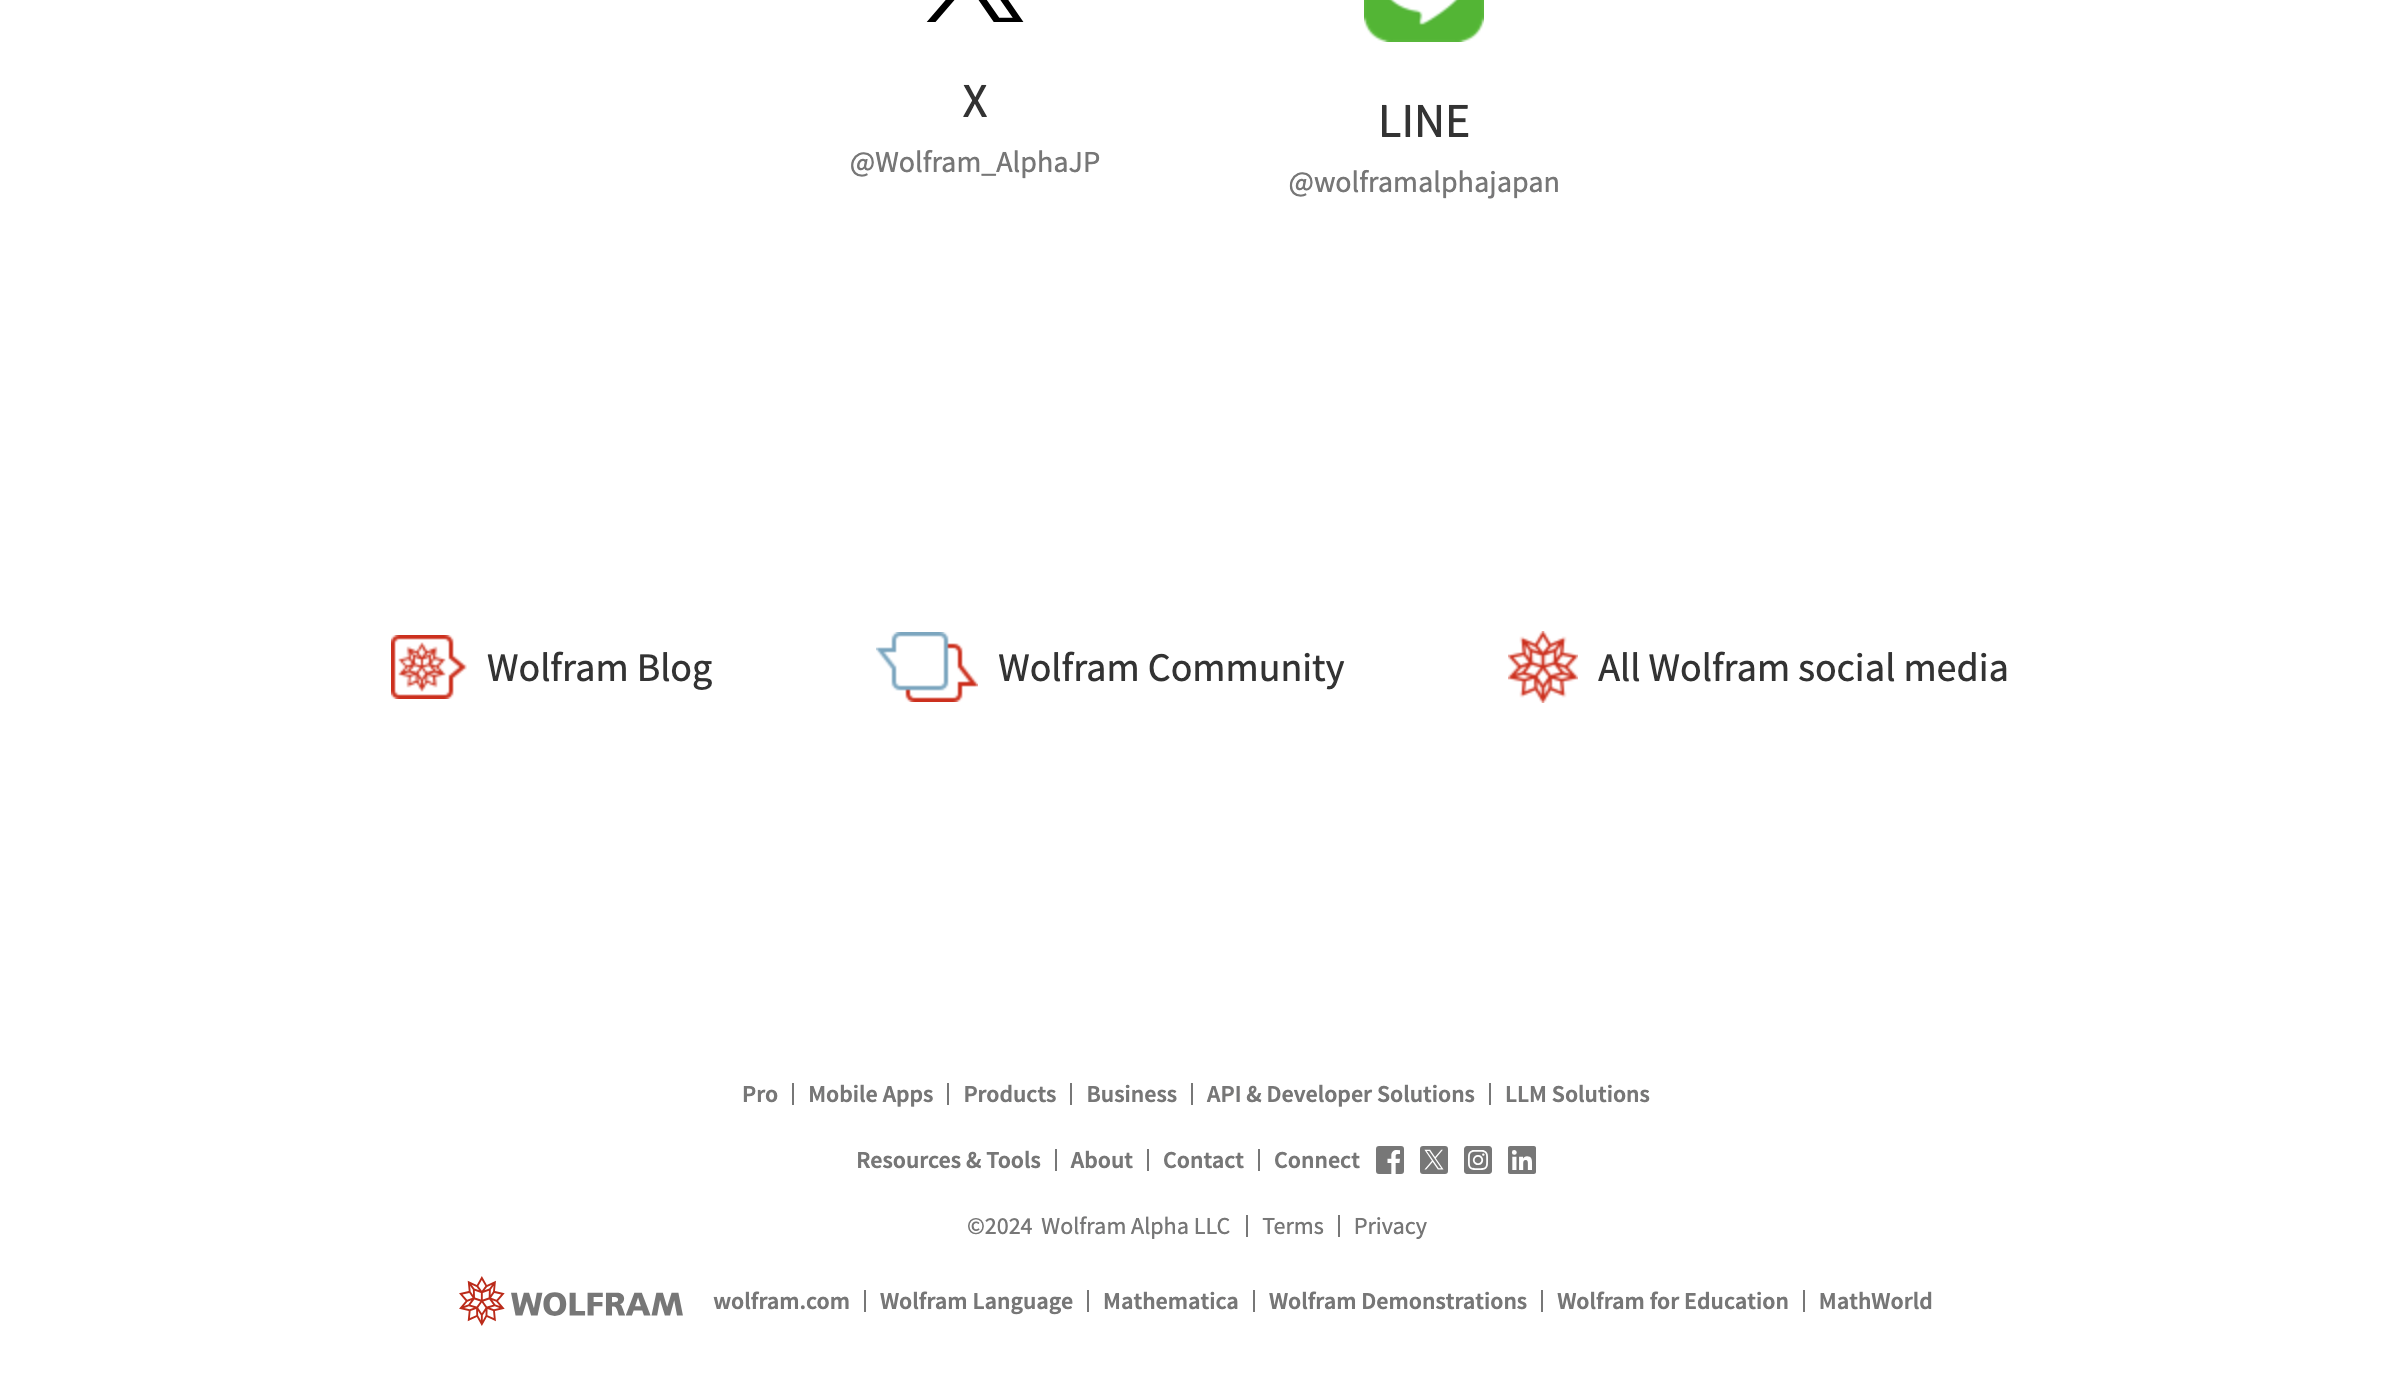 X
@Wolfram_AlphaJP
LINE
@wolframalphajapan
Wolfram Blog
Wolfram Community
All Wolfram social media
Pro | Mobile Apps | Products | Business | API & Developer Solutions | LLM Solutions
Resources & Tools | About | Contact | Connect
©2024 Wolfram Alpha LLC | Terms | Privacy
WOLFRAM wolfram.com | Wolfram Language | Mathematica | Wolfram Demonstrations | Wolfram for Education | MathWorld